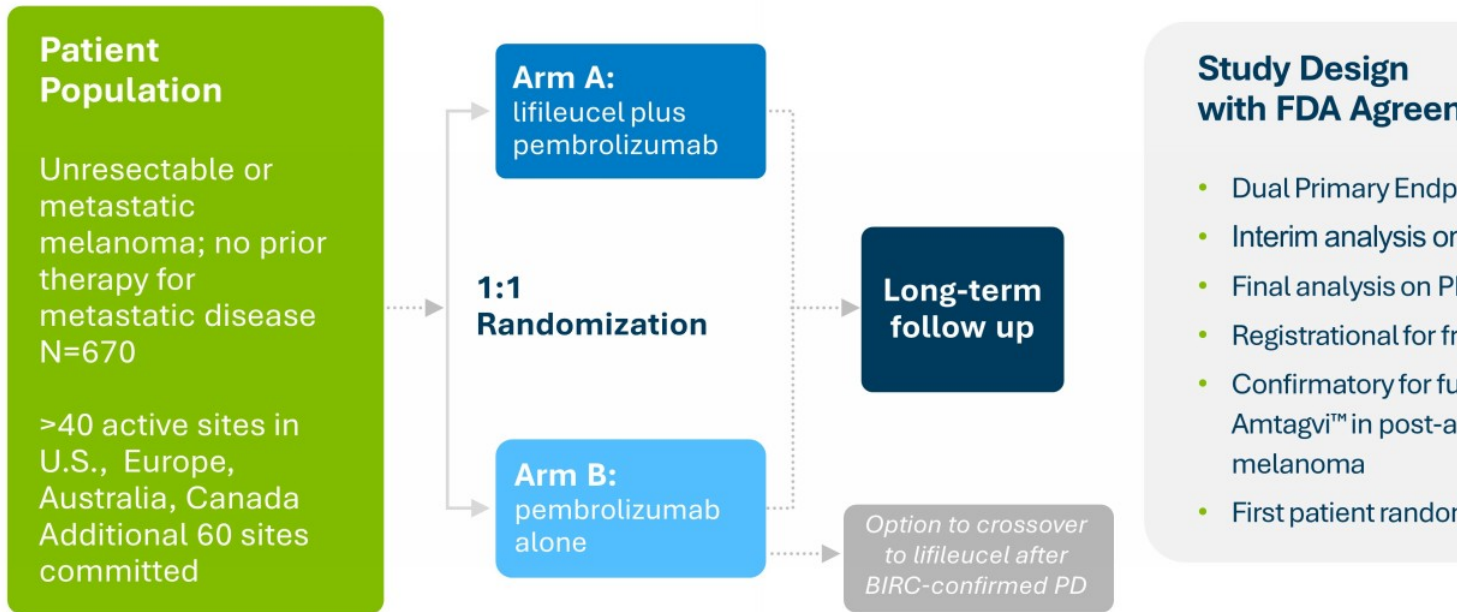 Patient
Population
Unresectable or
metastatic
melanoma; no prior
therapy for
metastatic disease
N=670
>40 active sites in
U.S., Europe,
Australia, Canada
Additional 60 sites
committed
1:1
Randomization
Arm A:
lifileucel plus
pembrolizumab
Arm B:
pembrolizumab
alone
Long-term
follow up
Option to crossover
to lifileucel after
BIRC-confirmed PD
Study Design
with FDA
• Dual Primary
• Interim analysis
• Final analysis on
• Registrational for
• Confirmatory for
Amtagvi™ in
melanoma
• First patient